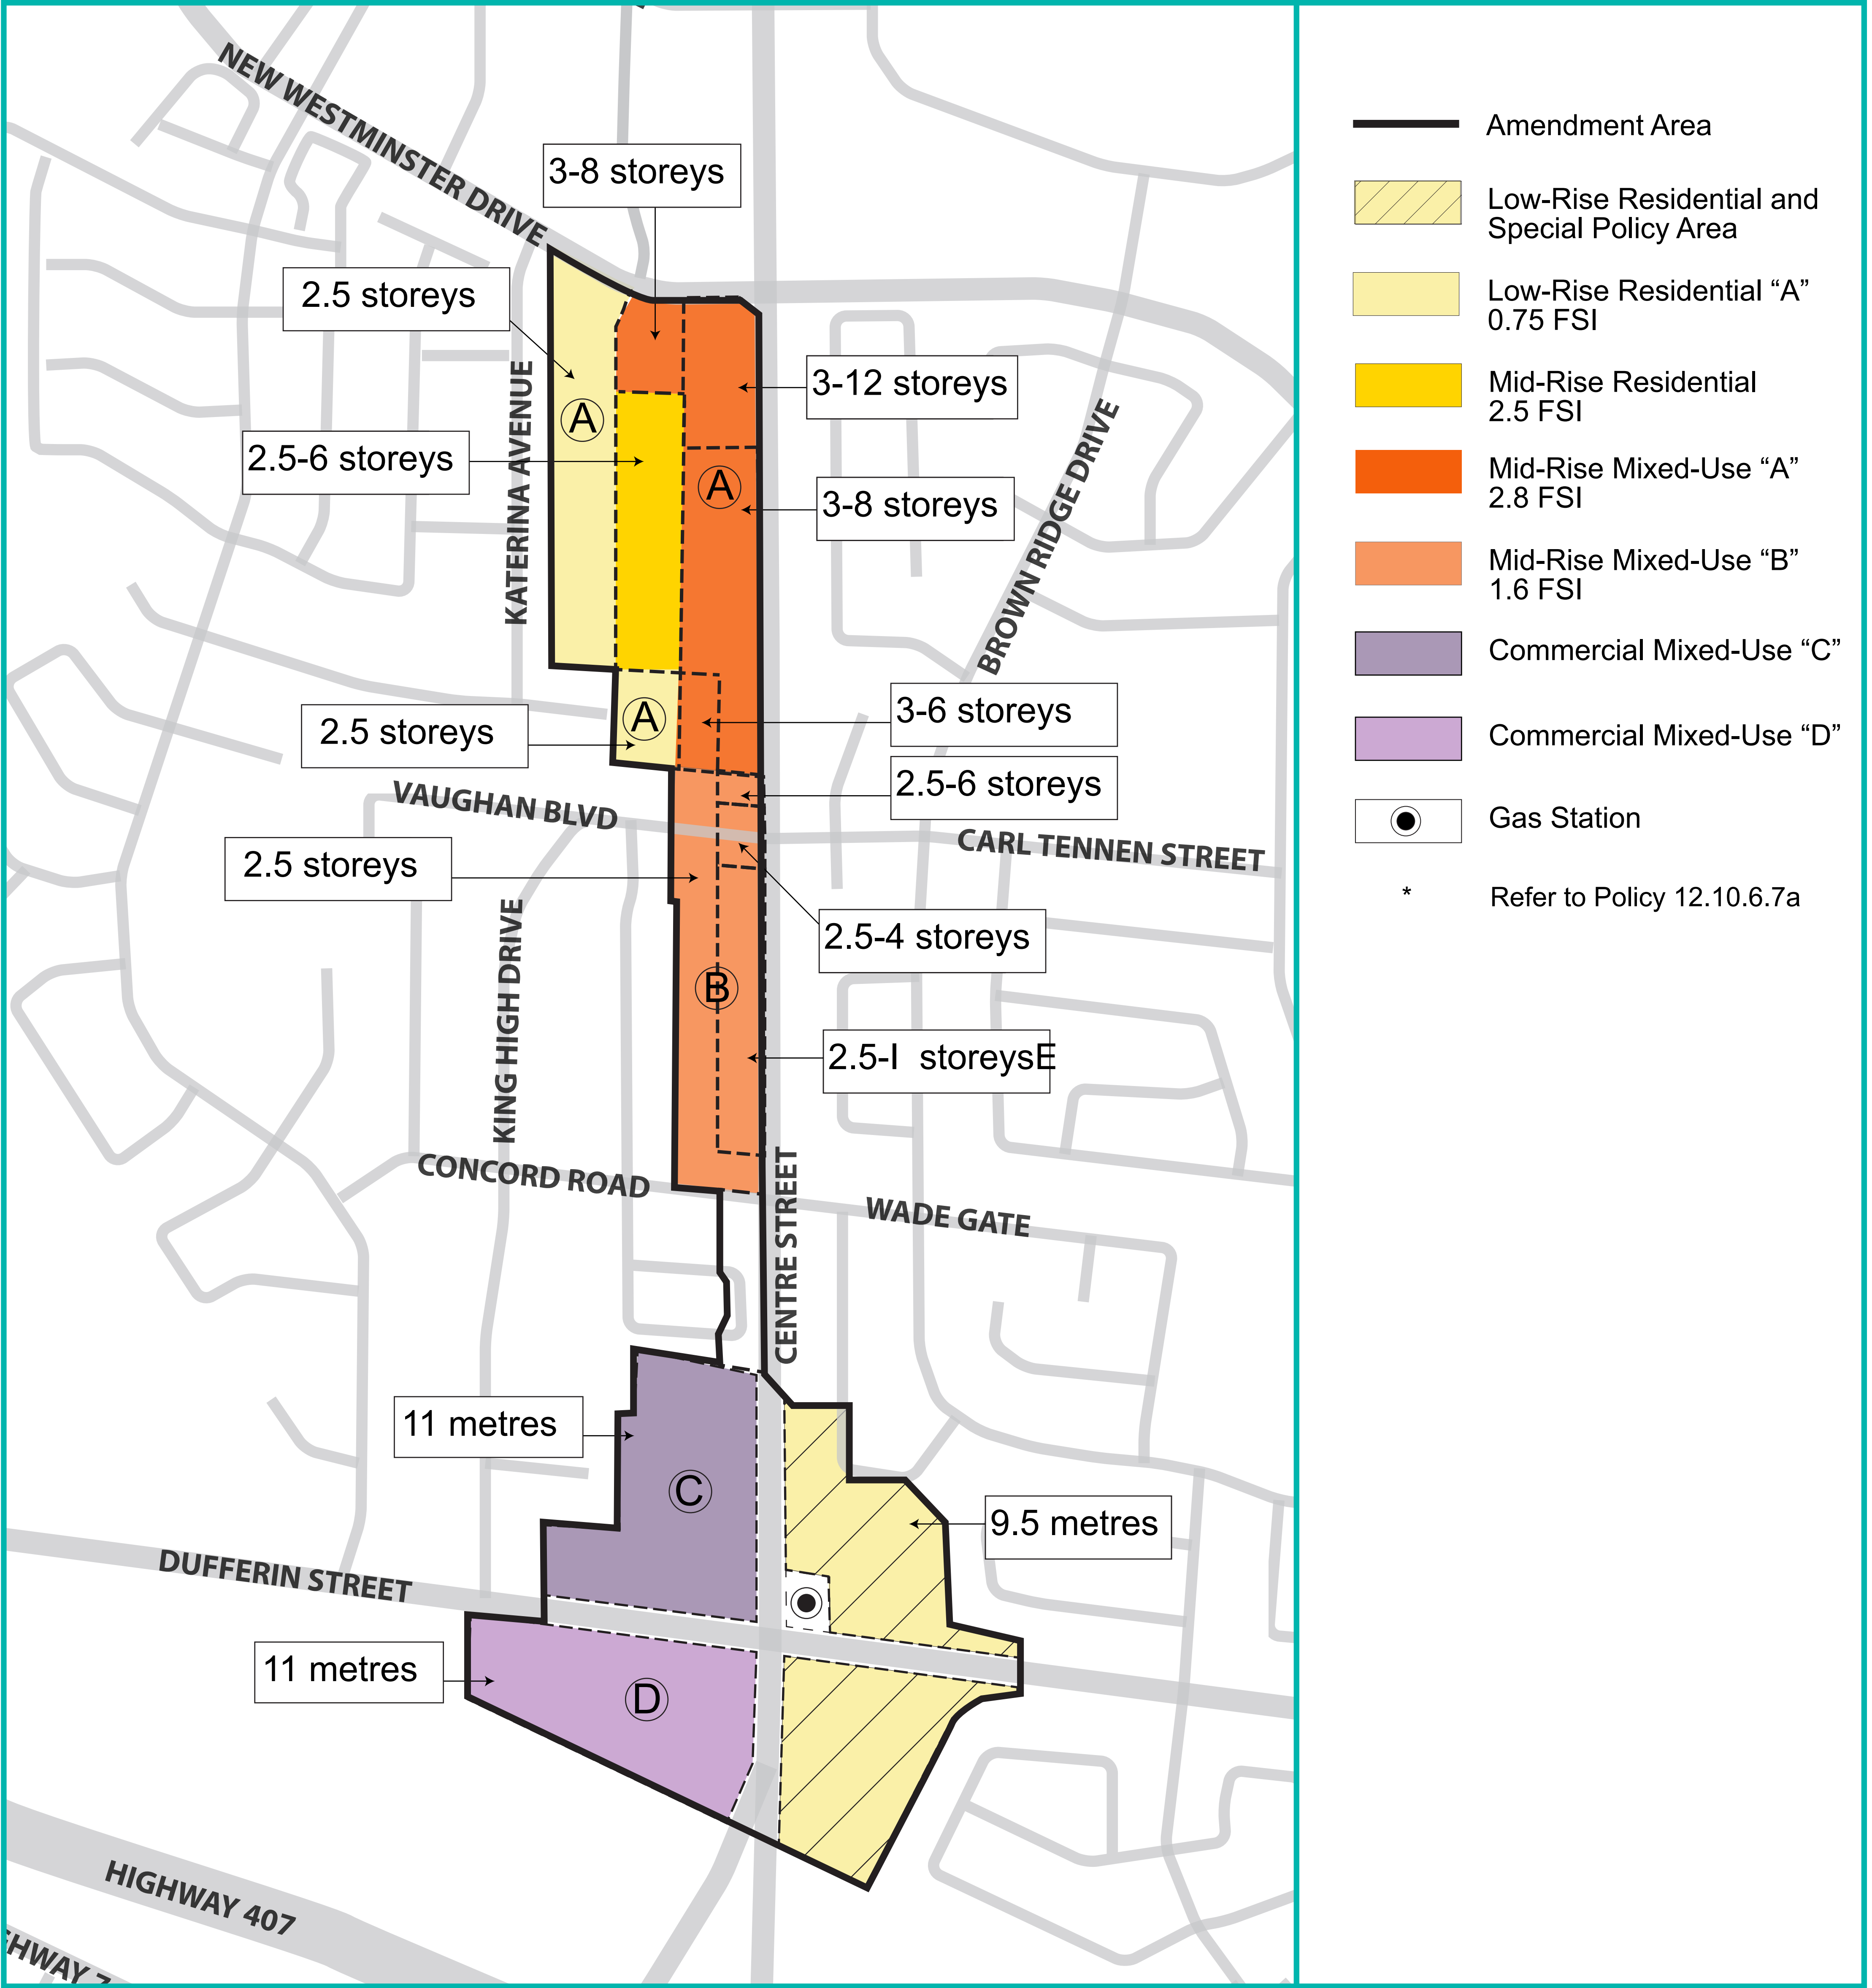 NEW WESTMINSTER DRIVE
3-8 storeys
2.5 storeys
3-12 storeys
A
2.5-6 storeys
KATERINA AVENUE
A
3-8 storeys
BROWN RIDGE DRIVE
3-6 storeys
A
2.5 storeys
2.5-6 storeys
VAUGHAN BLVD
CARL TENNEN STREET
2.5 storeys
2.5-4 storeys
KING HIGH DRIVE
B
2.5-I storeysE
CONCORD ROAD
WADE GATE
CENTRE STREET
11 metres
C
9.5 metres
DUFFERIN STREET
11 metres
D
HIGHWAY 407
HWAY 7
Amendment Area
Low-Rise Residential and
Special Policy Area
Low-Rise Residential “A”
0.75 FSI
Mid-Rise Residential
2.5 FSI
Mid-Rise Mixed-Use “A”
2.8 FSI
Mid-Rise Mixed-Use “B”
1.6 FSI
Commercial Mixed-Use “C”
Commercial Mixed-Use “D”
Gas Station
* Refer to Policy 12.10.6.7a